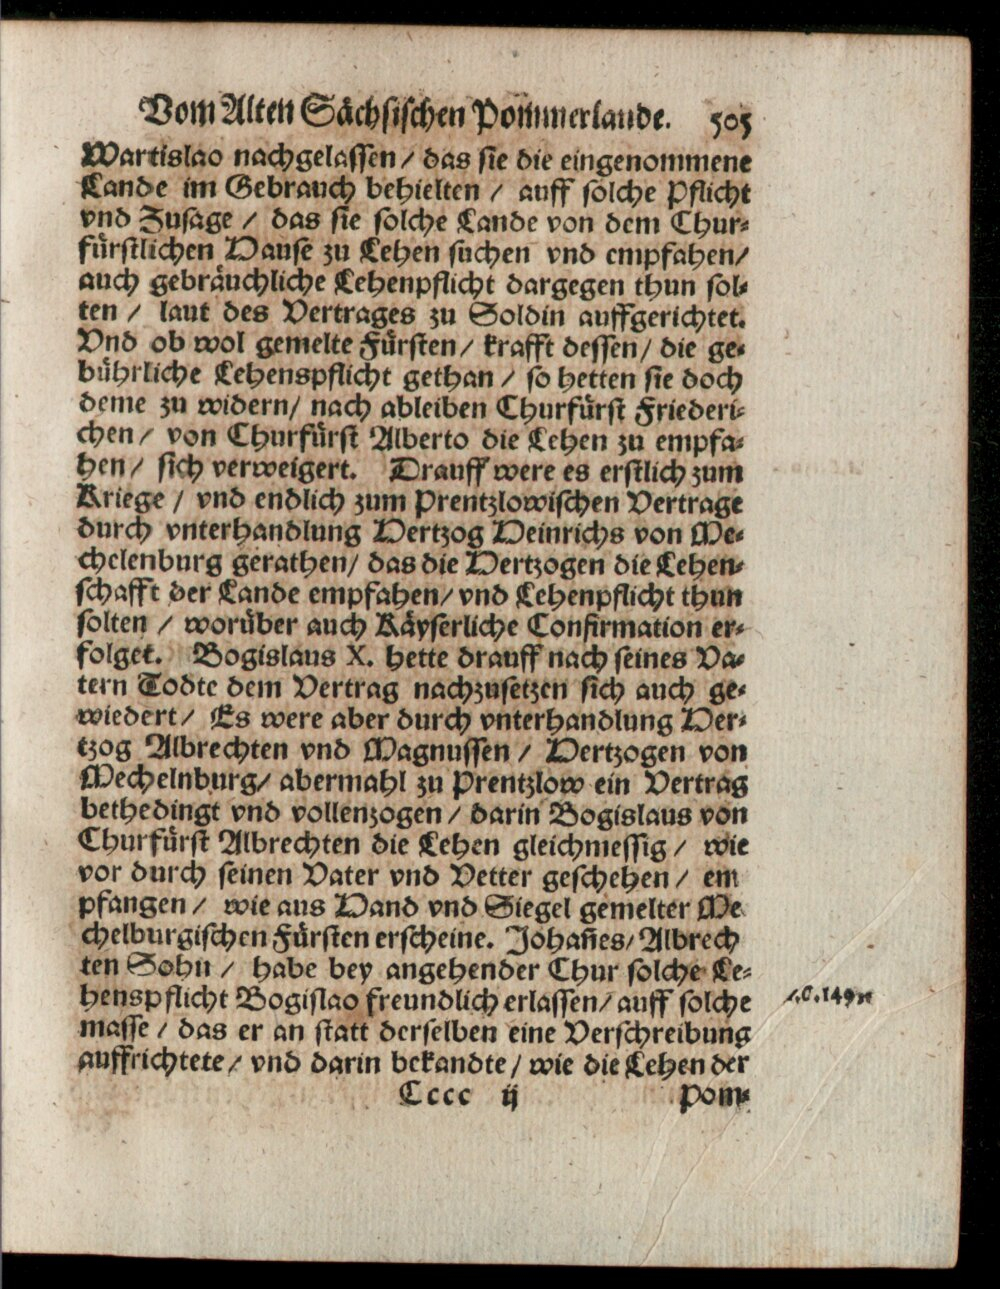 Vom Alten Sächsischen Pommerlande. 505
Wartislao nachgelassen / das sie die eingenommene
Lande im Gebrauch behielten / auff solche Pflicht
vnd Zusage / das sie solche Lande von dem Chur⸗
fürstlichen Hause zu Lehen suchen vnd empfahen/
auch gebräuchliche Lehenpflicht dargegen thun sol⸗
ten / laut des Vertrages zu Soldin auffgerichtet.
Vnd ob wol gemelte Fürsten / krafft dessen / die ge⸗
bührliche Lehenspflicht gethan / so hetten sie doch
deme zu widern/ nach ableiben Churfürst Friederi⸗
chen / von Churfürst Alberto die Lehen zu empfa⸗
hen / sich verweigert. Drauff were es erstlich zum
Kriege / vnd endlich zum Prentzlowischen Vertrage
durch vnterhandlung Hertzog Heinrichs von Me⸗
chelenburg gerathen/ das die Hertzogen die Lehen⸗
schafft der Lande empfahen/ vnd Lehenpflicht thun
solten / worüber auch Käyserliche Confirmation er⸗
folget. Bogislaus X. hette drauff nach seines Va⸗
tern Todte dem Vertrag nachzusetzen sich auch ge⸗
wiedert / Es were aber durch vnterhandlung Her⸗
tzog Albrechten vnd Magnussen / Hertzogen von
Mechelnburg/ abermahl zu Prentzlow ein Vertrag
bethedingt vnd vollenzogen / darin Bogislaus von
Churfürst Albrechten die Lehen gleichmessig / wie
vor durch seinen Vater vnd Vetter geschehen / em
pfangen / wie aus Hand vnd Siegel gemelter Me
chelburgischen Fürsten erscheine. Johañes/ Albrech
ten Sohn / habe bey angehender Chur solche Le⸗
henspflicht Bogislao freundlich erlassen/ auff solche
masse / das er an statt derselben eine Verschreibung
auffrichtete / vnd darin bekandte / wie die Lehen der
Cccc ij Pom⸗